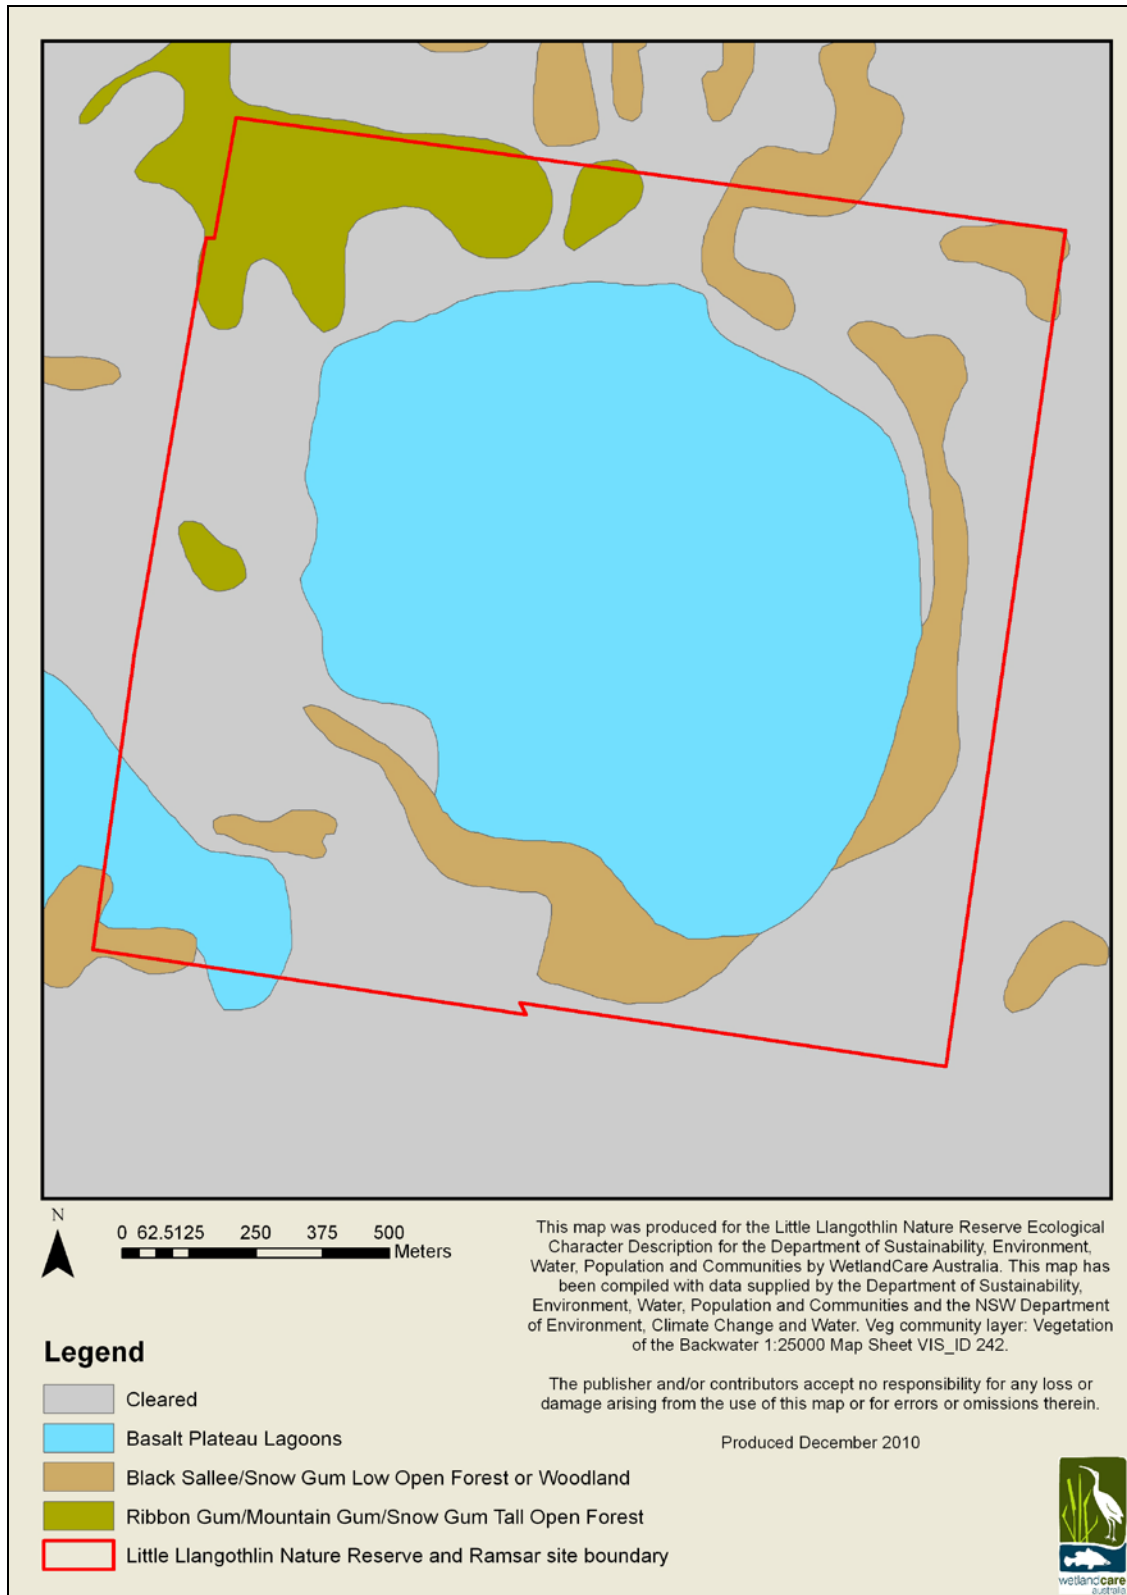 N
0 62.5125 250 375 500
Meters
This map was produced for the Little Llangothlin Nature Reserve Ecological
Character Description for the Department of Sustainability, Environment,
Water, Population and Communities by WetlandCare Australia. This map has
been compiled with data supplied by the Department of Sustainability,
Environment, Water, Population and Communities and the NSW Department
of Environment, Climate Change and Water. Veg community layer: Vegetation
of the Backwater 1:25000 Map Sheet VIS_ID 242.
The publisher and/or contributors accept no responsibility for any loss or
damage arising from the use of this map or for errors or omissions therein.
Produced December 2010
Legend
Cleared
Basalt Plateau Lagoons
Black Sallee/Snow Gum Low Open Forest or Woodland
Ribbon Gum/Mountain Gum/Snow Gum Tall Open Forest
Little Llangothlin Nature Reserve and Ramsar site boundary
wetlandcare
australia